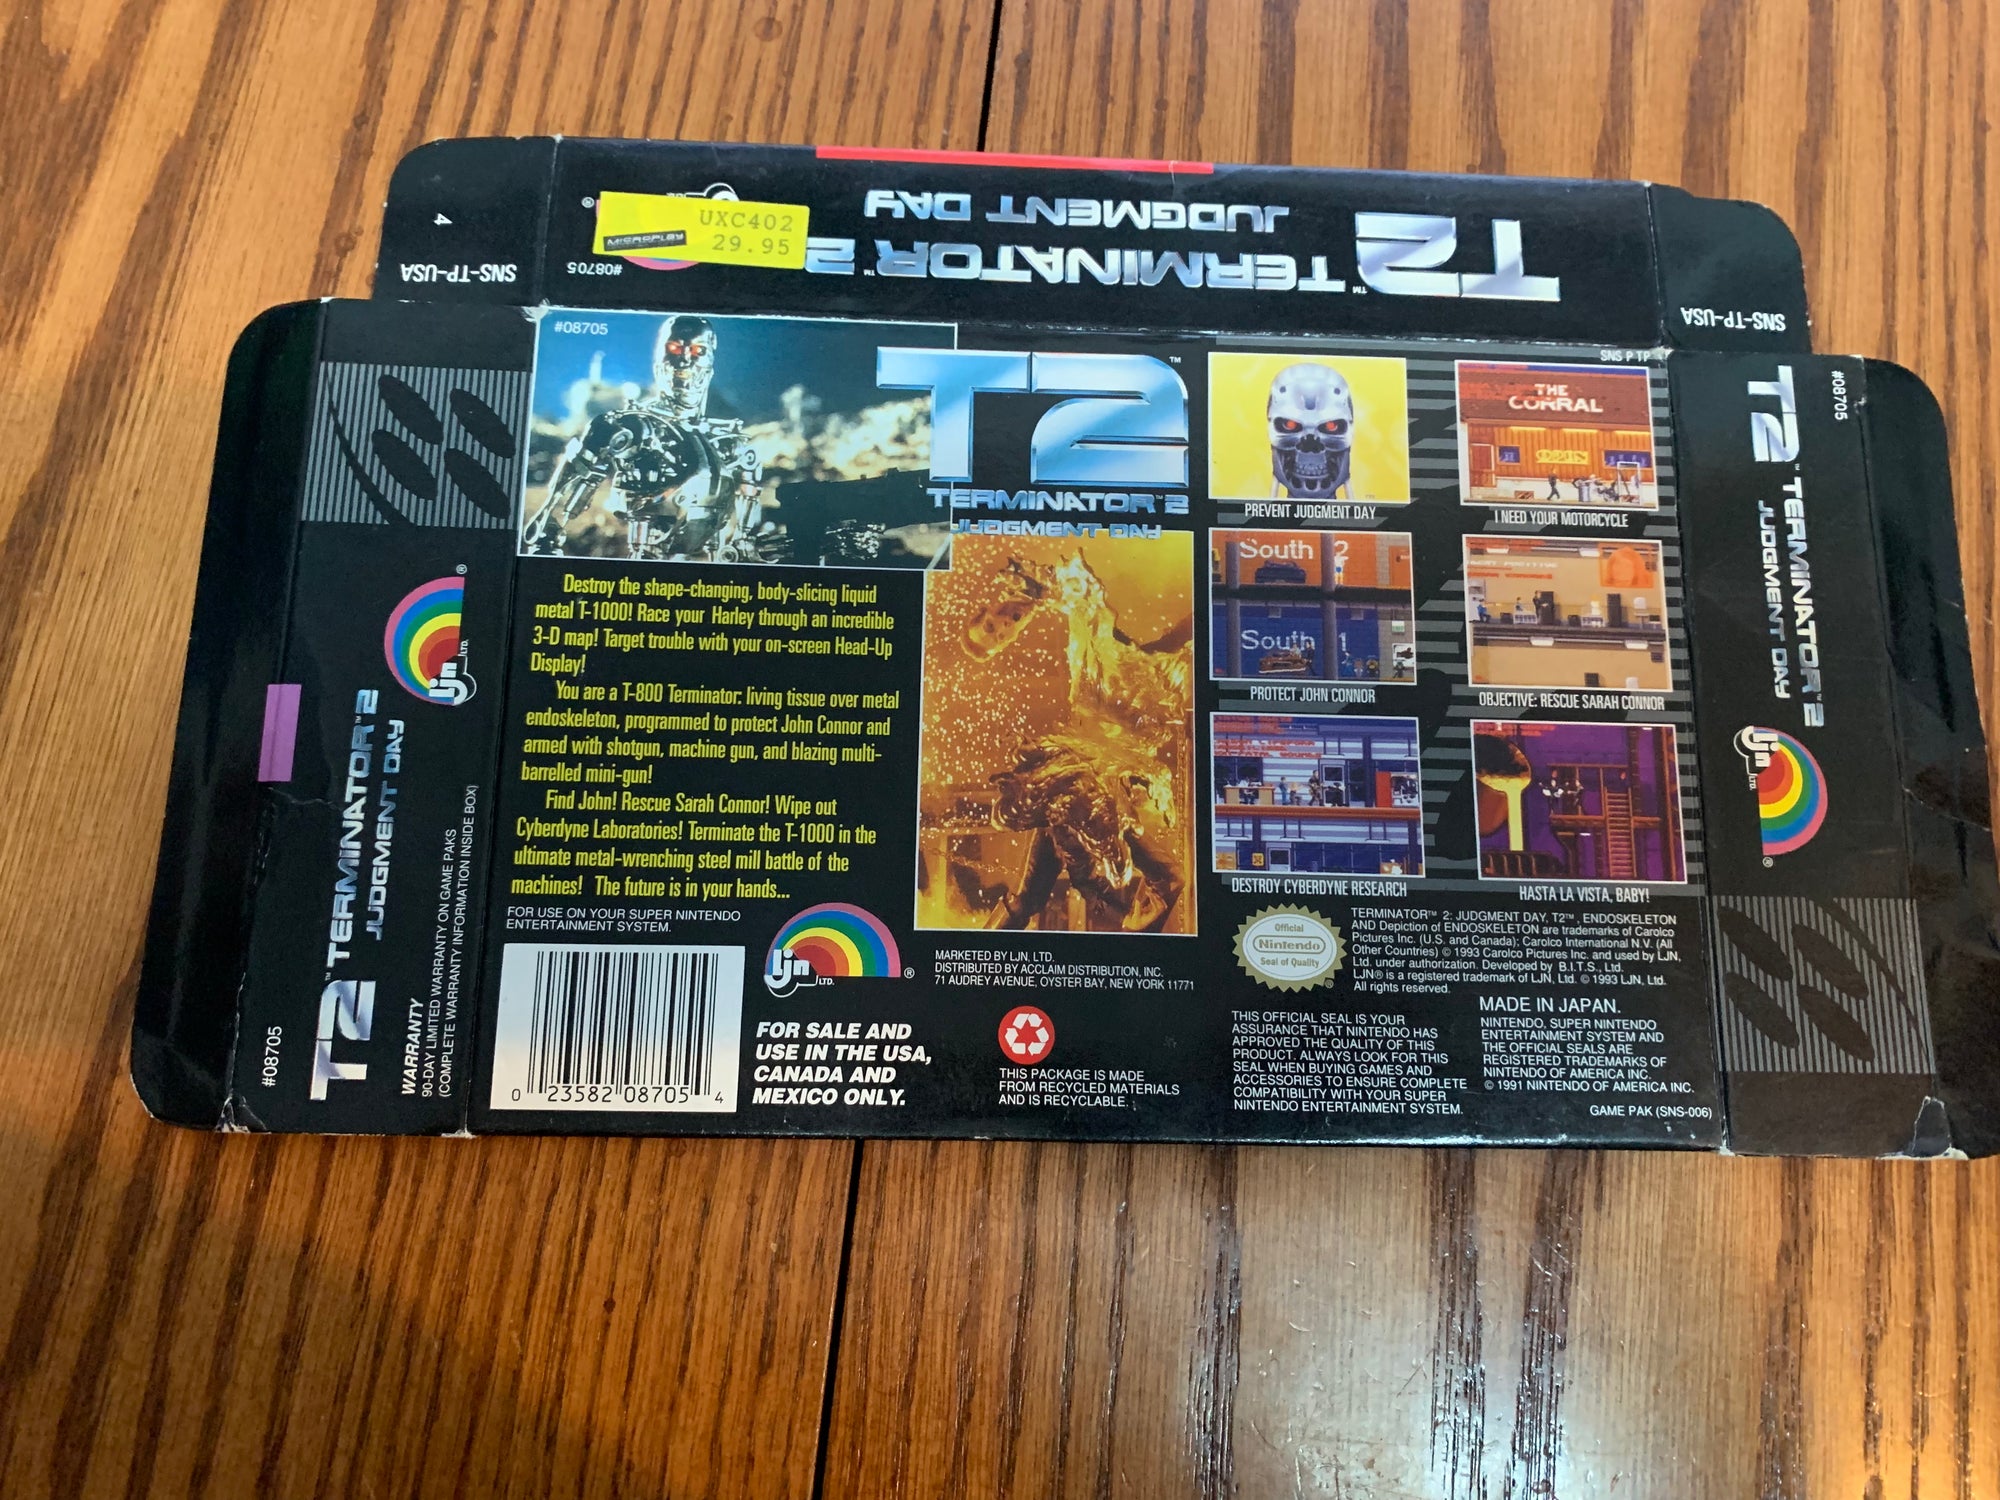 4
SNS-TP-USA
UXC402
MICROPLAY 29.95
#08705
®
T2™ TERMINATOR™ 2
JUDGMENT DAY
SNS-TP-USA
#08705
T2™ TERMINATOR™ 2
JUDGMENT DAY
ljn LTD. ®
WARRANTY
90-DAY LIMITED WARRANTY ON GAME PAKS
(COMPLETE WARRANTY INFORMATION INSIDE BOX)
#08705
T2™
TERMINATOR™ 2
JUDGMENT DAY
Destroy the shape-changing, body-slicing liquid
metal T-1000! Race your Harley through an incredible
3-D map! Target trouble with your on-screen Head-Up
Display!
You are a T-800 Terminator: living tissue over metal
endoskeleton, programmed to protect John Connor and
armed with shotgun, machine gun, and blazing multi-
barrelled mini-gun!
Find John! Rescue Sarah Connor! Wipe out
Cyberdyne Laboratories! Terminate the T-1000 in the
ultimate metal-wrenching steel mill battle of the
machines! The future is in your hands...
FOR USE ON YOUR SUPER NINTENDO
ENTERTAINMENT SYSTEM.
0 23582 08705 4
ljn LTD. ®
FOR SALE AND
USE IN THE USA,
CANADA AND
MEXICO ONLY.
MARKETED BY LJN, LTD.
DISTRIBUTED BY ACCLAIM DISTRIBUTION, INC.
71 AUDREY AVENUE, OYSTER BAY, NEW YORK 11771
THIS PACKAGE IS MADE
FROM RECYCLED MATERIALS
AND IS RECYCLABLE.
SNS P TP
PREVENT JUDGMENT DAY
THE
CORRAL
OPEN
I NEED YOUR MOTORCYCLE
South 2
South 1
PROTECT JOHN CONNOR
OBJECTIVE: RESCUE SARAH CONNOR
DESTROY CYBERDYNE RESEARCH
HASTA LA VISTA, BABY!
Official
Nintendo
Seal of Quality
®
TERMINATOR™ 2: JUDGMENT DAY, T2™, ENDOSKELETON
AND Depiction of ENDOSKELETON are trademarks of Carolco
Pictures Inc. (U.S. and Canada); Carolco International N.V. (All
Other Countries) © 1993 Carolco Pictures Inc. and used by LJN,
Ltd. under authorization. Developed by B.I.T.S., Ltd.
LJN® is a registered trademark of LJN, Ltd. © 1993 LJN, Ltd.
All rights reserved.
THIS OFFICIAL SEAL IS YOUR
ASSURANCE THAT NINTENDO HAS
APPROVED THE QUALITY OF THIS
PRODUCT. ALWAYS LOOK FOR THIS
SEAL WHEN BUYING GAMES AND
ACCESSORIES TO ENSURE COMPLETE
COMPATIBILITY WITH YOUR SUPER
NINTENDO ENTERTAINMENT SYSTEM.
MADE IN JAPAN.
NINTENDO, SUPER NINTENDO
ENTERTAINMENT SYSTEM AND
THE OFFICIAL SEALS ARE
REGISTERED TRADEMARKS OF
NINTENDO OF AMERICA INC.
© 1991 NINTENDO OF AMERICA INC.
GAME PAK (SNS-006)
#08705
T2™ TERMINATOR™ 2
JUDGMENT DAY
ljn LTD. ®